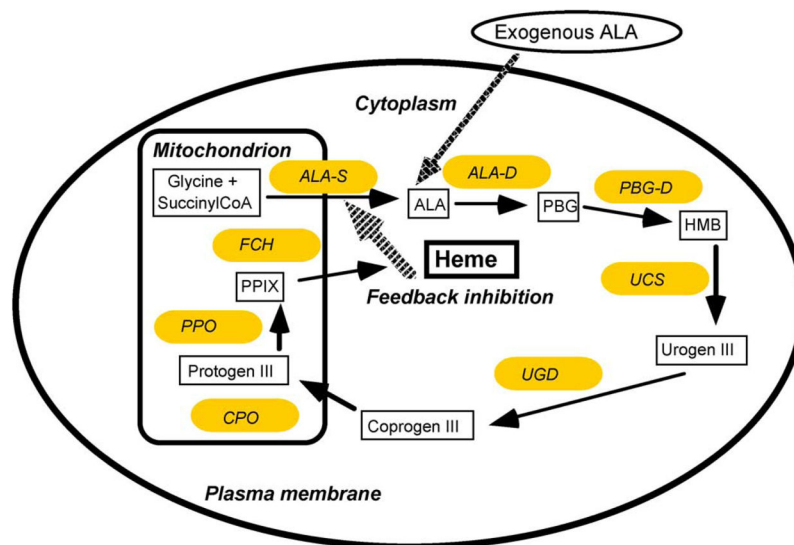 Exogenous ALA
Cytoplasm
Mitochondrion
Glycine +
SuccinylCoA
ALA-S
ALA
ALA-D
PBG
PBG-D
HMB
FCH
Heme
PPIX
Feedback inhibition
UCS
PPO
Protogen III
Urogen III
UGD
CPO
Coprogen III
Plasma membrane